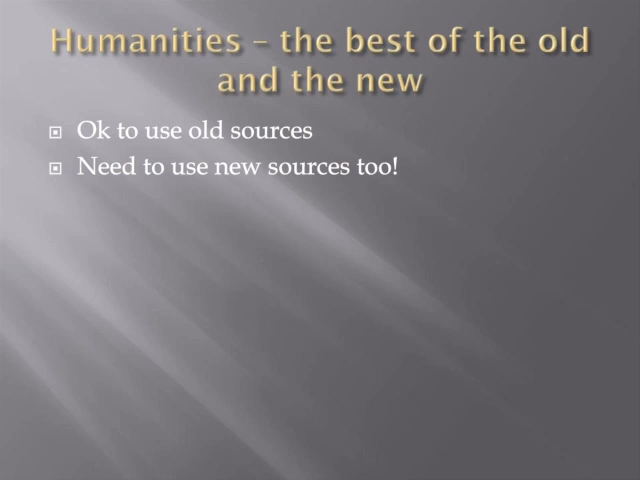 Humanities – the best of the old
and the new
Ok to use old sources
Need to use new sources too!